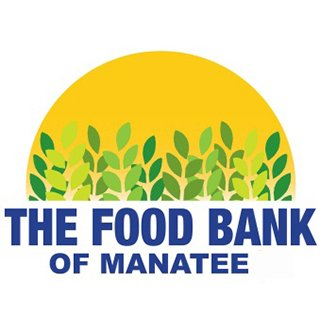 THE FOOD BANK
OF MANATEE